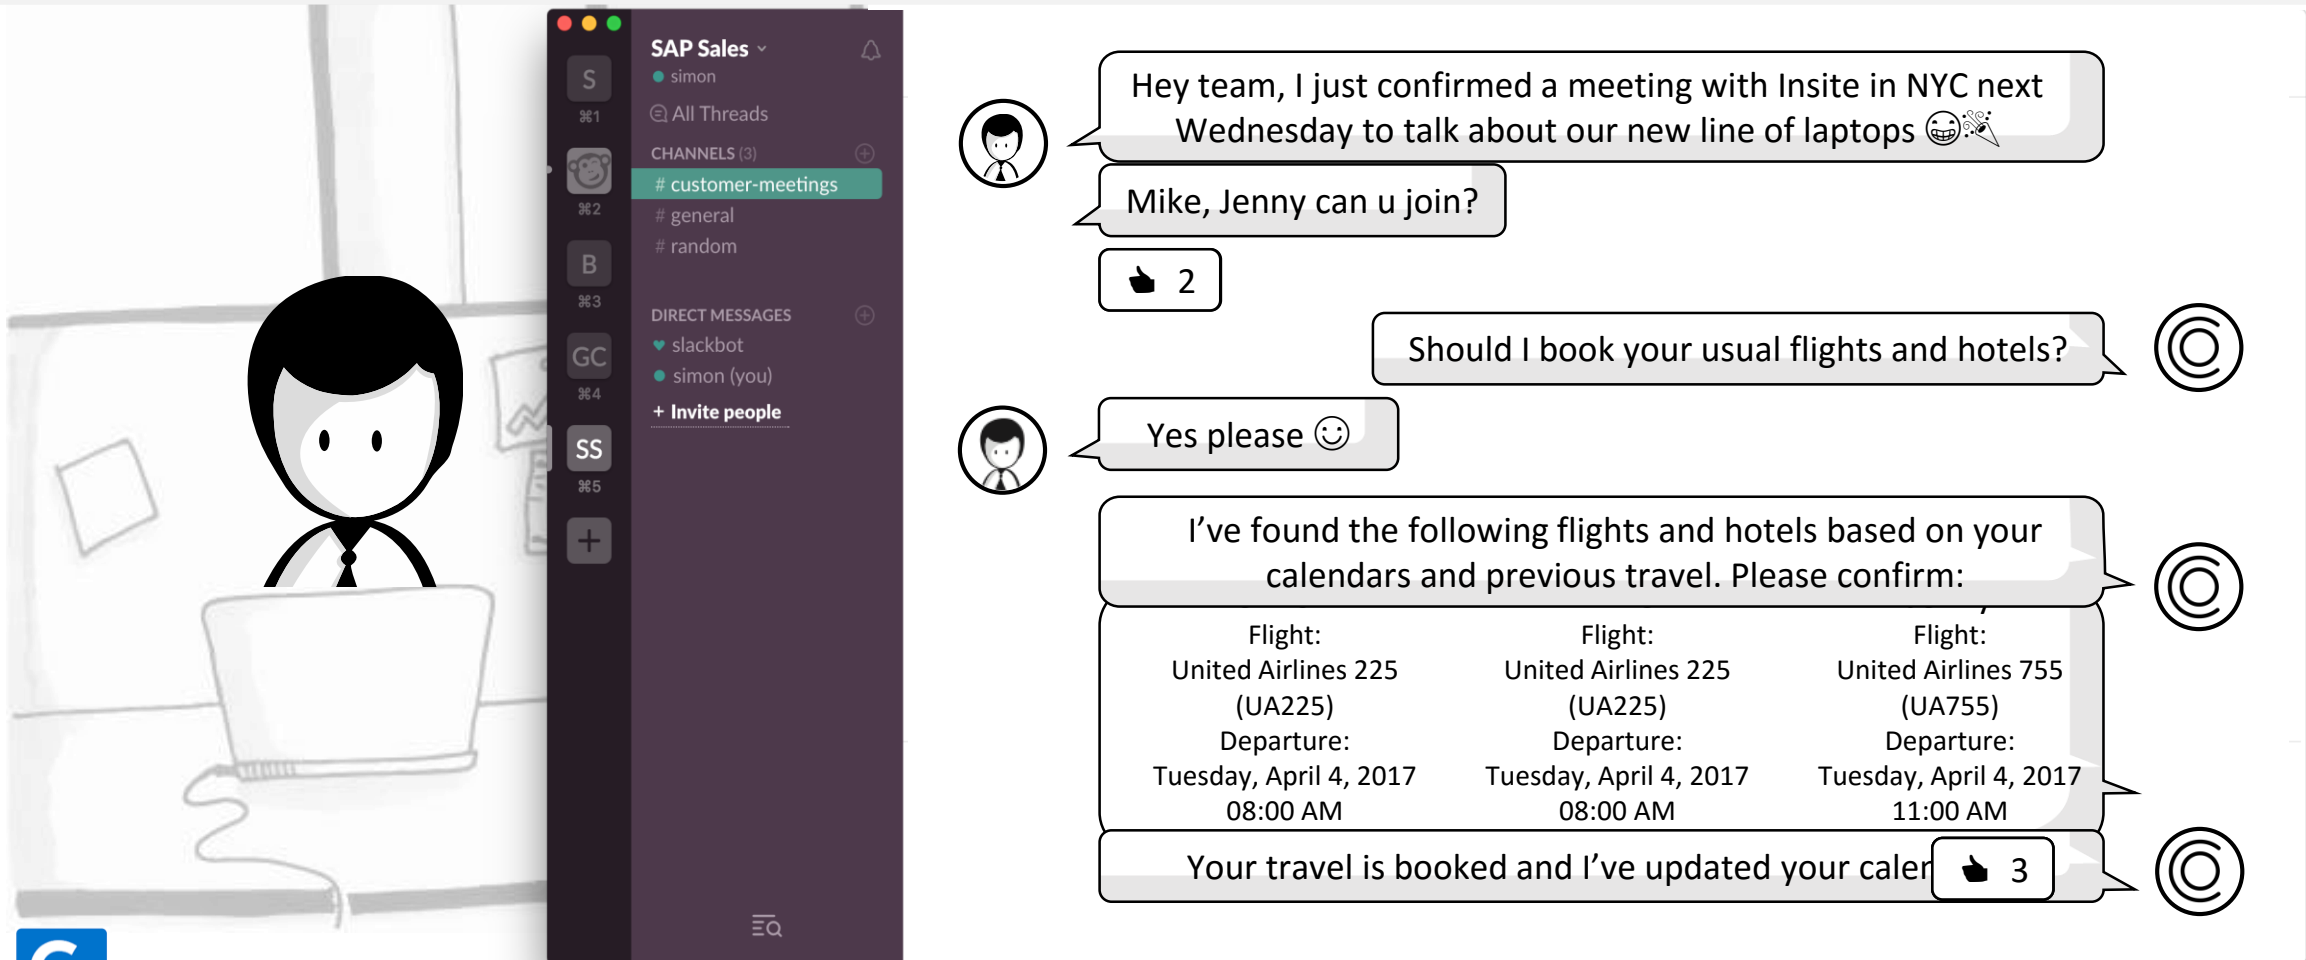 SAP Sales
simon
All Threads
CHANNELS (3)
# customer-meetings
# general
# random
DIRECT MESSAGES
slackbot
simon (you)
+ Invite people
S
⌘1
⌘2
B
⌘3
GC
⌘4
SS
⌘5
+
Hey team, I just confirmed a meeting with Insite in NYC next
Wednesday to talk about our new line of laptops 😁🎉
Mike, Jenny can u join?
👍 2
Should I book your usual flights and hotels?
Yes please ☺
I've found the following flights and hotels based on your
calendars and previous travel. Please confirm:
Flight:
United Airlines 225
(UA225)
Departure:
Tuesday, April 4, 2017
08:00 AM
Flight:
United Airlines 225
(UA225)
Departure:
Tuesday, April 4, 2017
08:00 AM
Flight:
United Airlines 755
(UA755)
Departure:
Tuesday, April 4, 2017
11:00 AM
Your travel is booked and I've updated your
👍 3